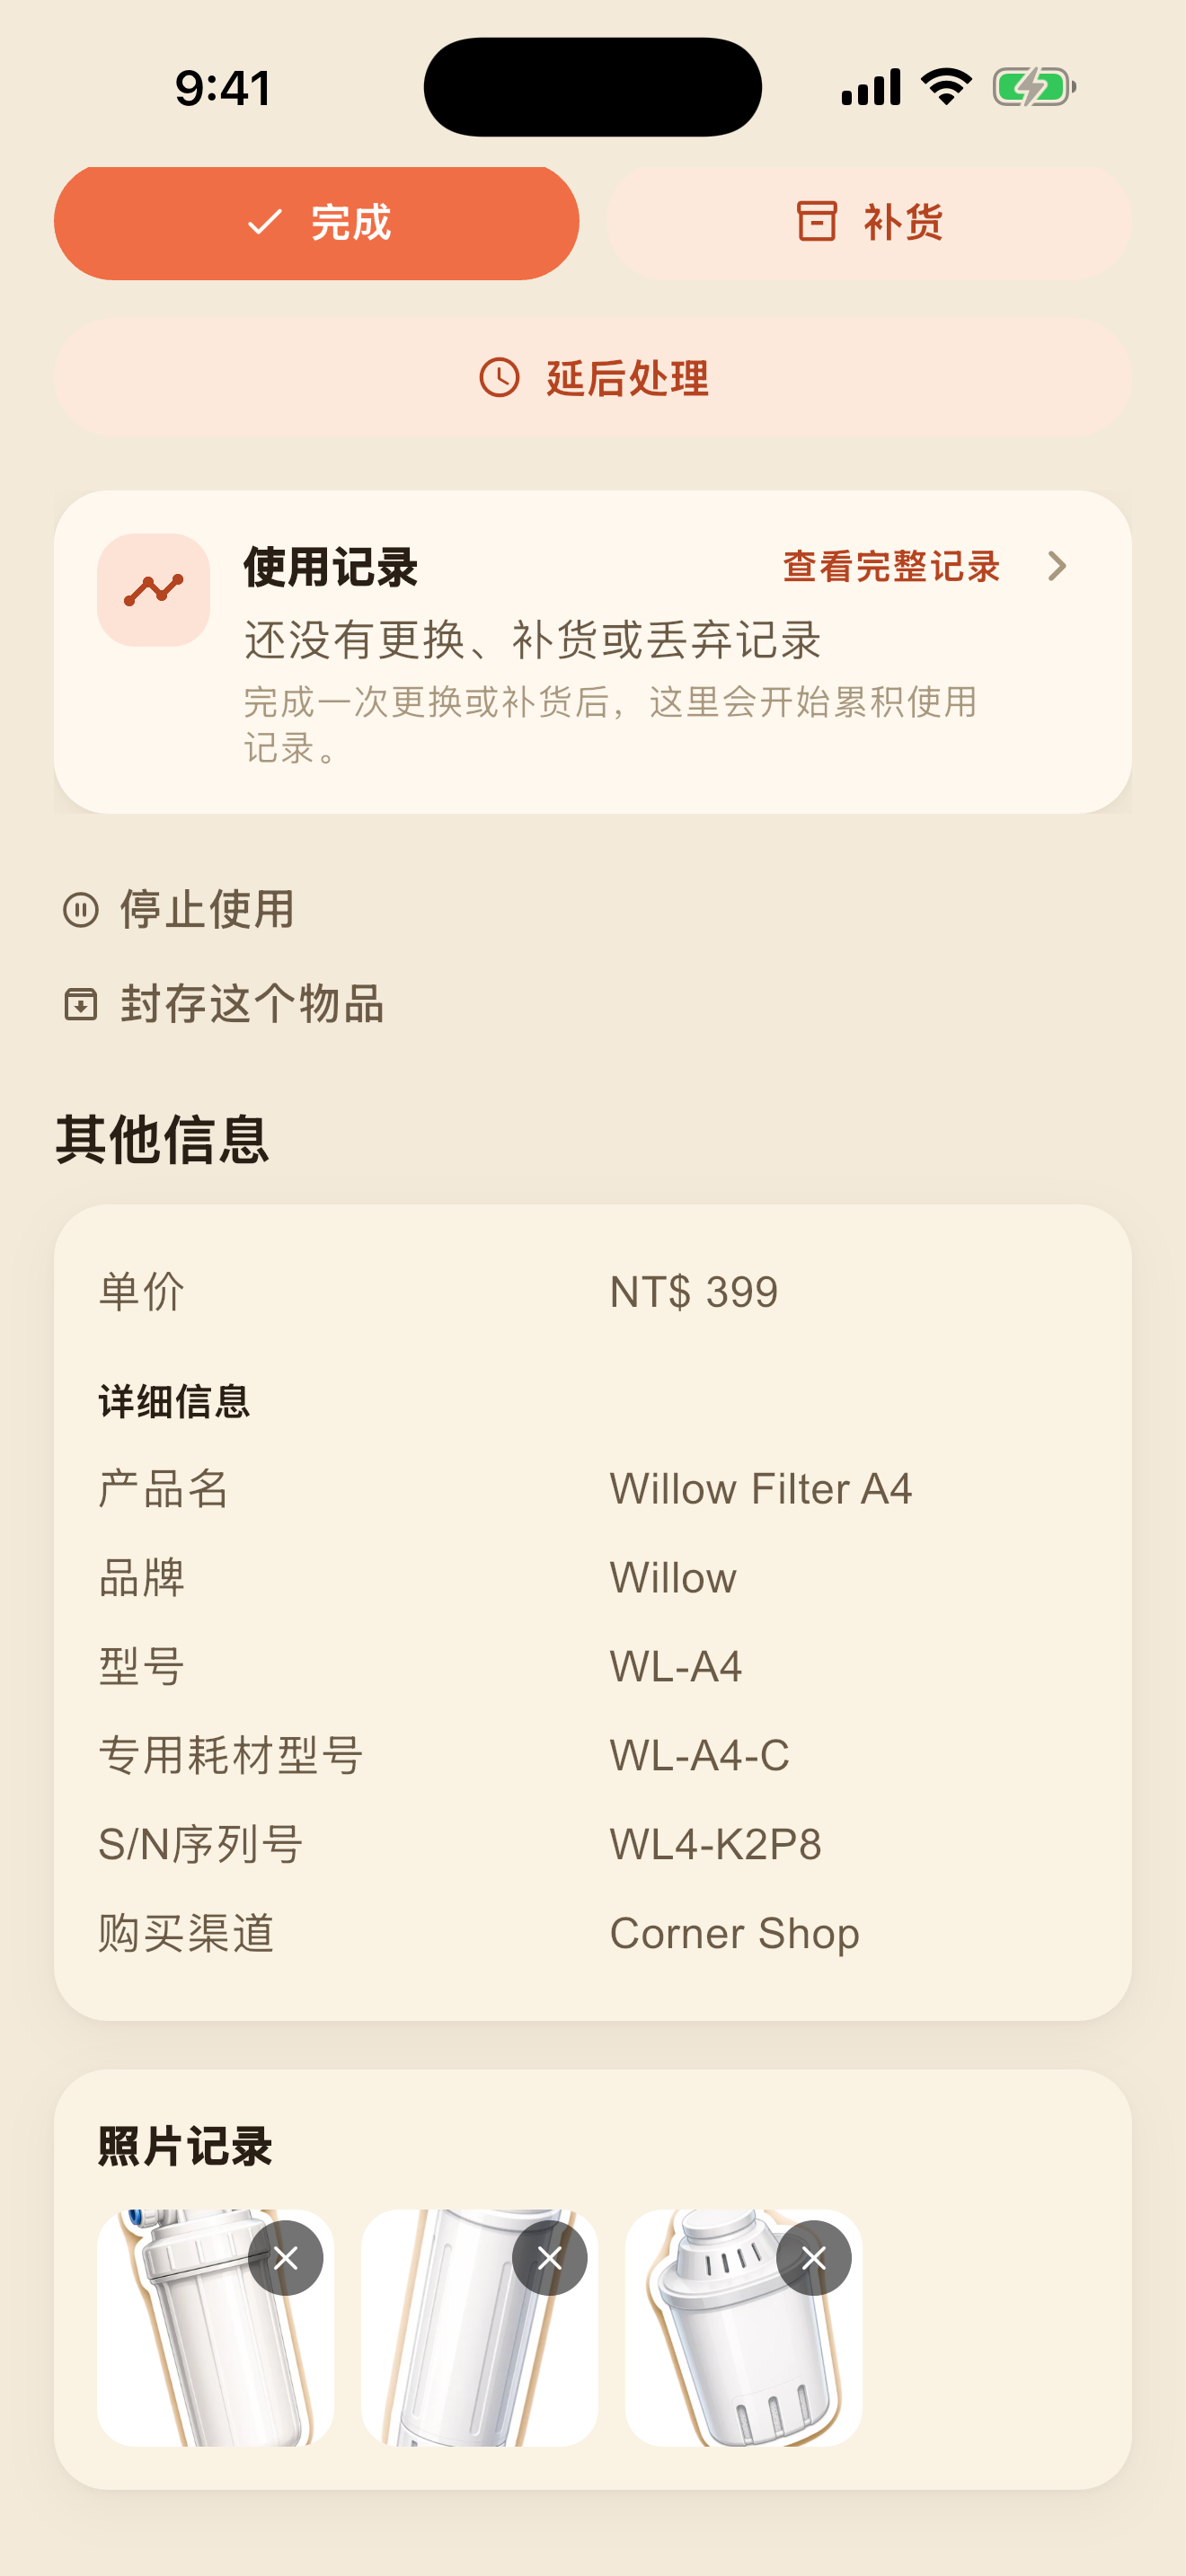 9:41
完成
补货
延后处理
使用记录
查看完整记录
还没有更换、补货或丢弃记录
完成一次更换或补货后，这里会开始累积使用
记录。
停止使用
封存这个物品
其他信息
单价 NT$ 399
详细信息
产品名 Willow Filter A4
品牌 Willow
型号 WL-A4
专用耗材型号 WL-A4-C
S/N序列号 WL4-K2P8
购买渠道 Corner Shop
照片记录